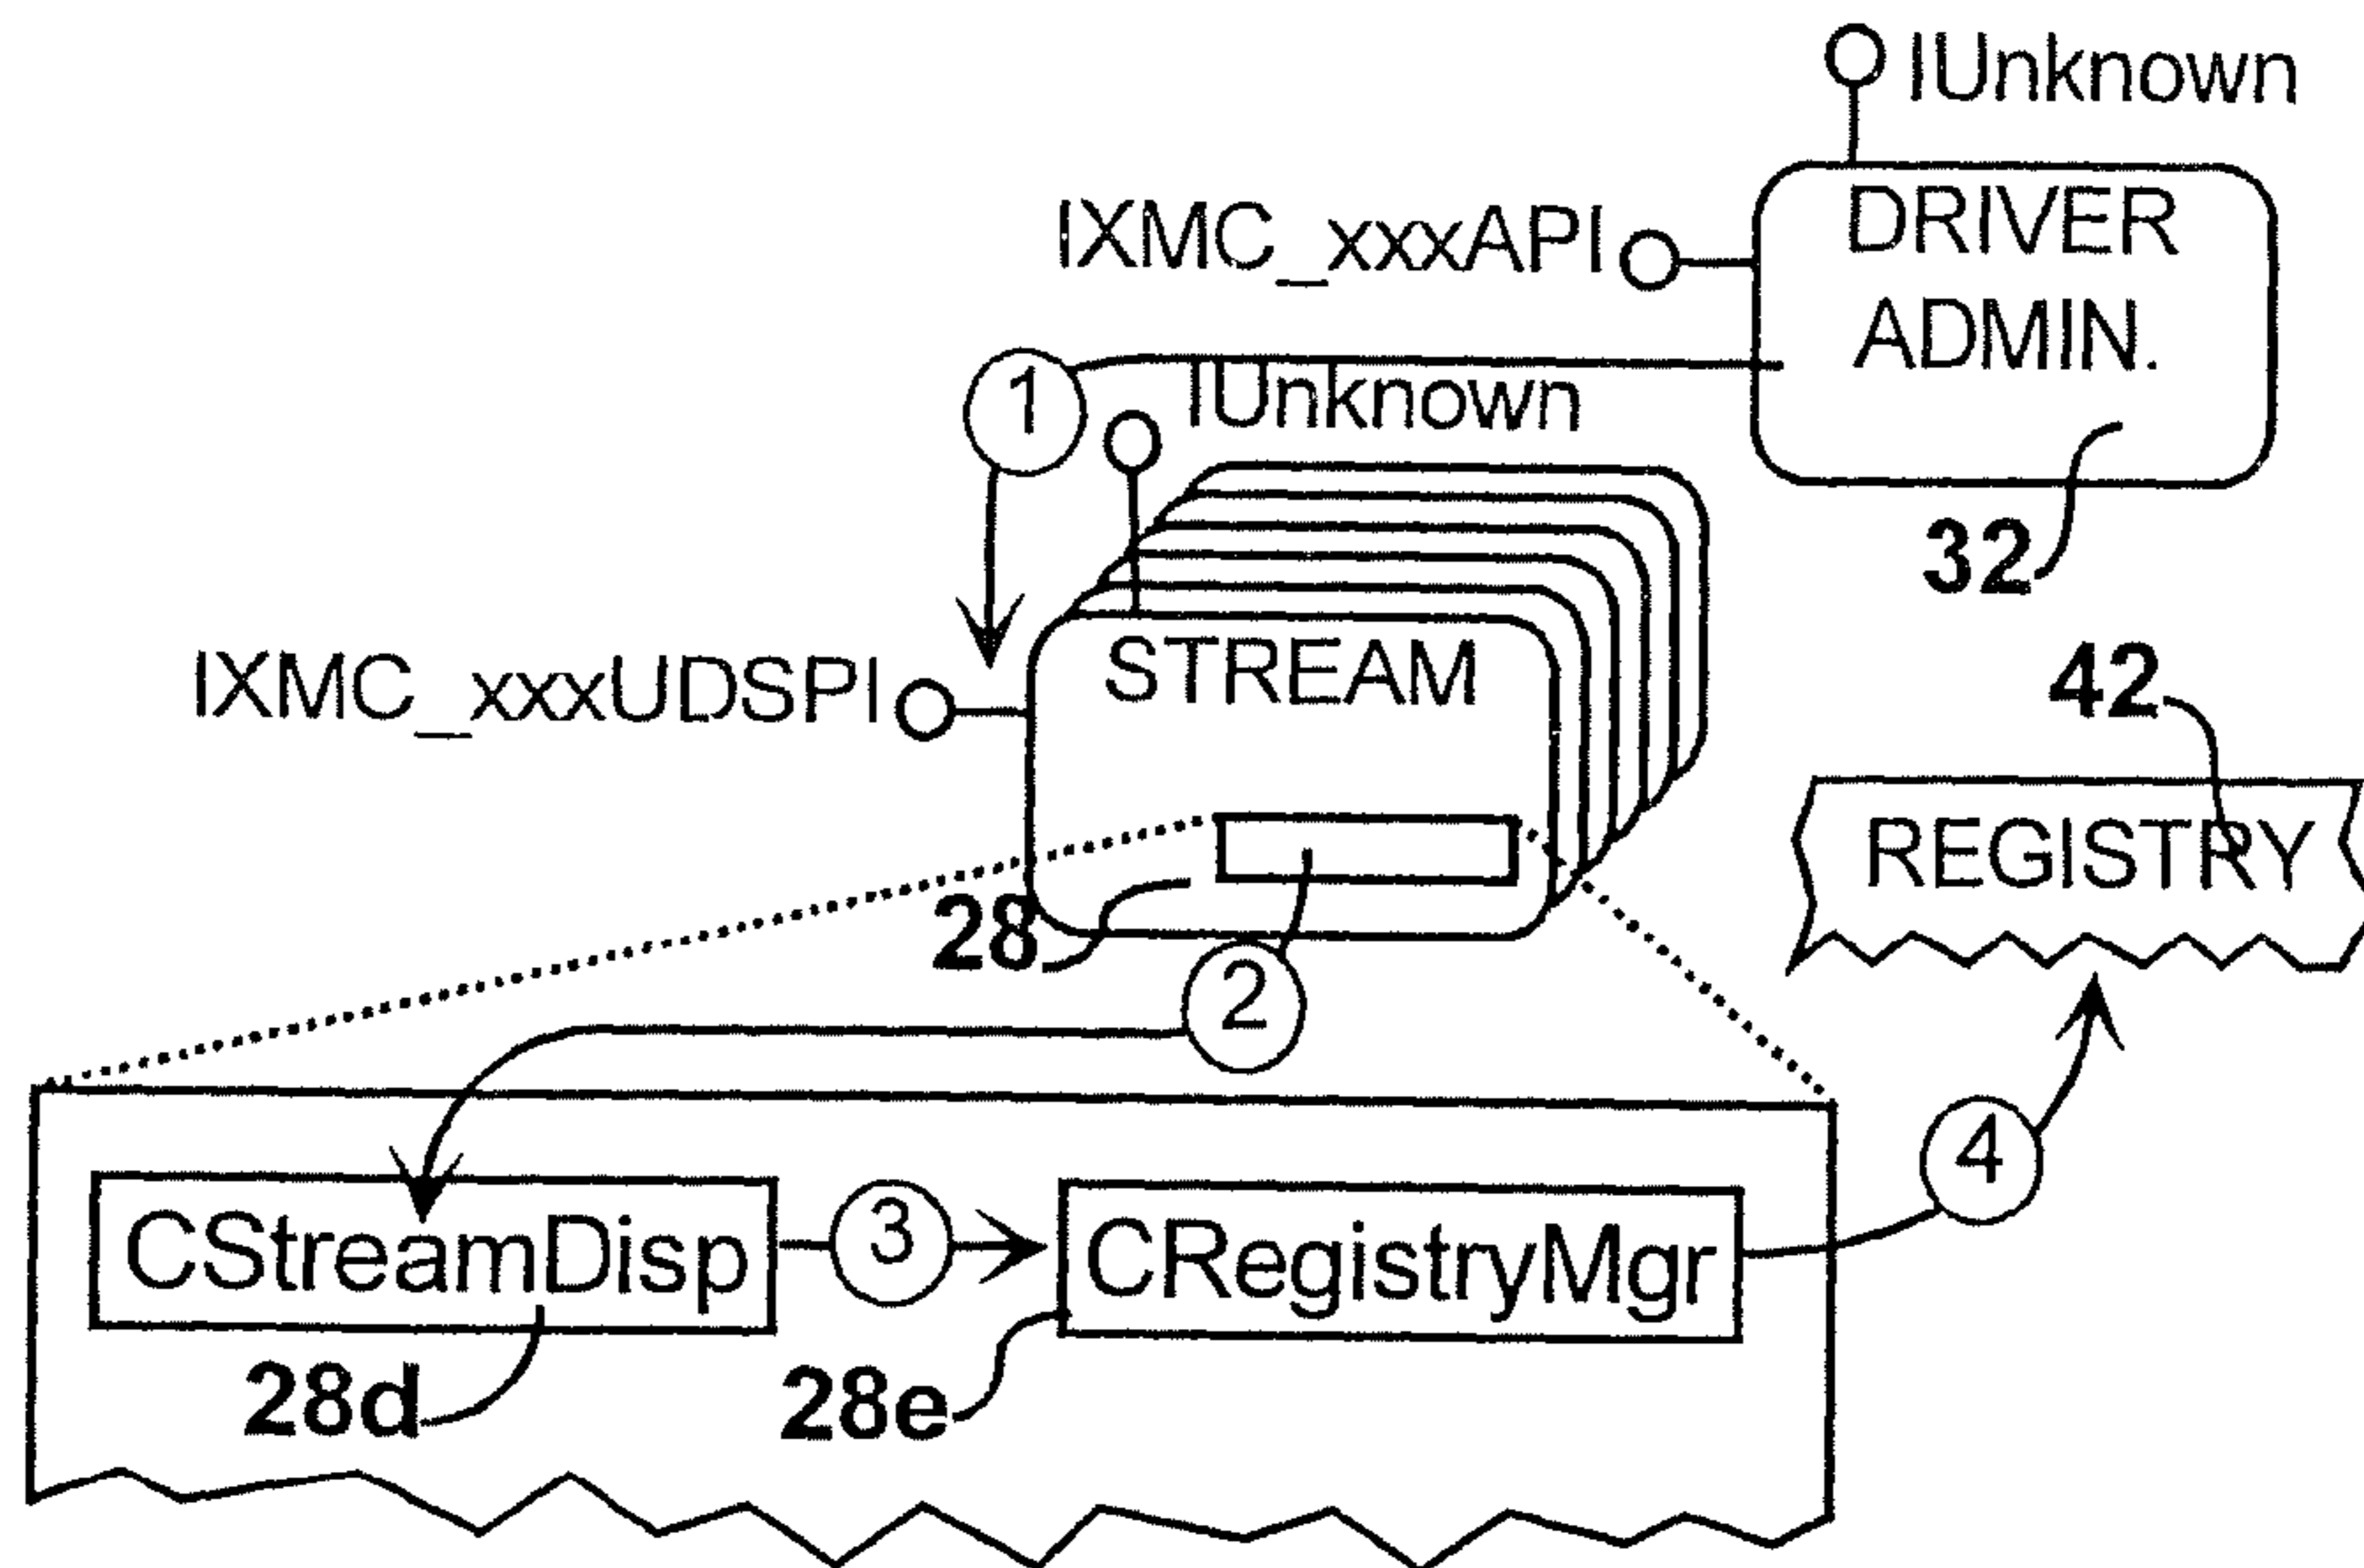 IUnknown
IXMC_xxxAPI
DRIVER
ADMIN.
1
IUnknown
32
IXMC_xxxUDSPI
STREAM
42
REGISTRY
28
2
4
CStreamDisp
3
CRegistryMgr
28d
28e